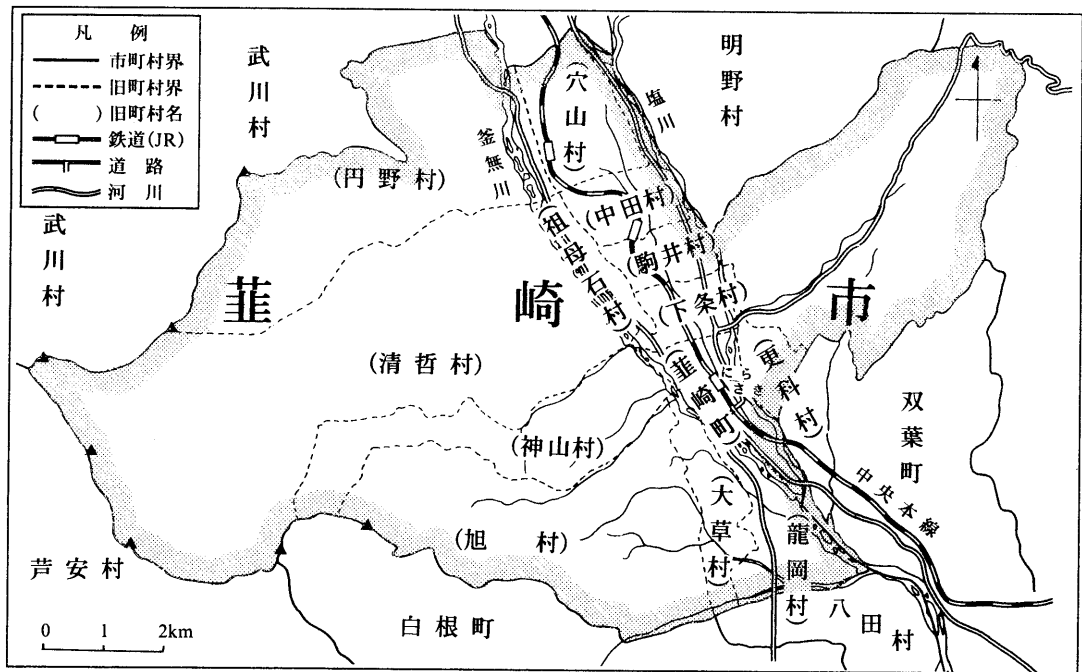 凡例
市町村界
旧町村界
( )旧町村名
鉄道(JR)
道路
河川
武川村
明野村
(穴山村)
塩川
釜無川
(円野村)
武川村
(中田村)
(祖母石村)
(駒井村)
韮崎市
(下条村)
(清哲村)
にらさき
(更科村)
(韮崎町)
双葉町
(神山村)
中央本線
(大草村)
(旭村)
(龍岡村)
芦安村
八田村
白根町
0 1 2km